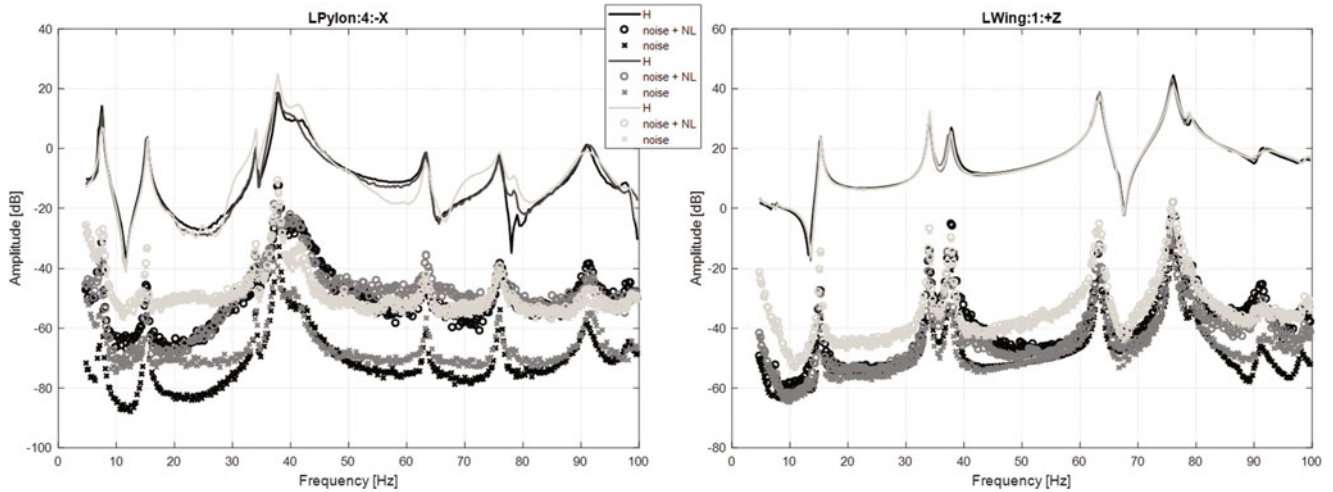 LPylon:4:-X
40
20
0
-20
-40
-60
-80
-100
Amplitude [dB]
0 10 20 30 40 50 60 70 80 90 100
Frequency [Hz]
H
noise + NL
noise
H
noise + NL
noise
H
noise + NL
noise
LWing:1:+Z
60
40
20
0
-20
-40
-60
-80
Amplitude [dB]
0 10 20 30 40 50 60 70 80 90 100
Frequency [Hz]